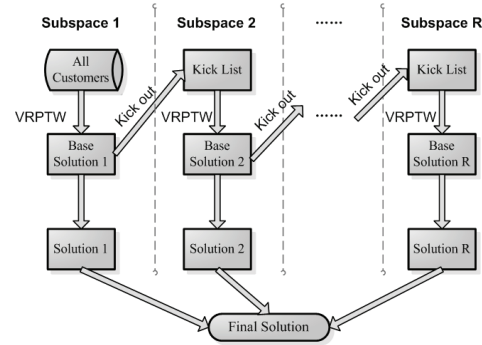 Subspace 1
Subspace 2
......
Subspace R
All
Customers
Kick List
......
Kick List
VRPTW
Kick out
VRPTW
Kick out
......
Kick out
VRPTW
Base
Solution 1
Base
Solution 2
Base
Solution R
Solution 1
Solution 2
Solution R
Final Solution